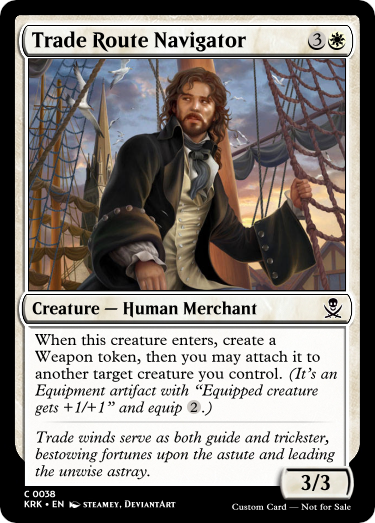 Trade Route Navigator 3
Creature — Human Merchant
When this creature enters, create a
Weapon token, then you may attach it to
another target creature you control. (It's an
Equipment artifact with “Equipped creature
gets +1/+1” and equip 2.)
Trade winds serve as both guide and trickster,
bestowing fortunes upon the astute and leading
the unwise astray.
3/3
C 0038
KRK • EN STEAMEY, DEVIANTART
Custom Card — Not for Sale